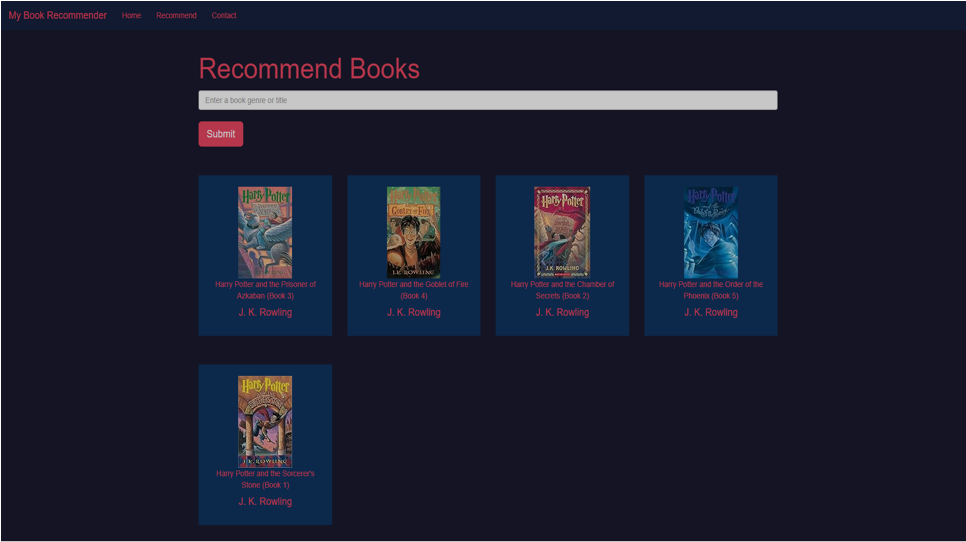 My Book Recommender Home Recommend Contact
Recommend Books
Enter a book genre or title
Submit
Harry Potter
Harry Potter and the Prisoner of
Azkaban (Book 3)
J. K. Rowling
Harry Potter
Goblet of Fire
J.K. ROWLING
Harry Potter and the Goblet of Fire
(Book 4)
J. K. Rowling
Harry Potter
J.K. ROWLING
Harry Potter and the Chamber of
Secrets (Book 2)
J. K. Rowling
Harry Potter
Harry Potter and the Order of the
Phoenix (Book 5)
J. K. Rowling
Harry Potter
J.K. ROWLING
Harry Potter and the Sorcerer's
Stone (Book 1)
J. K. Rowling